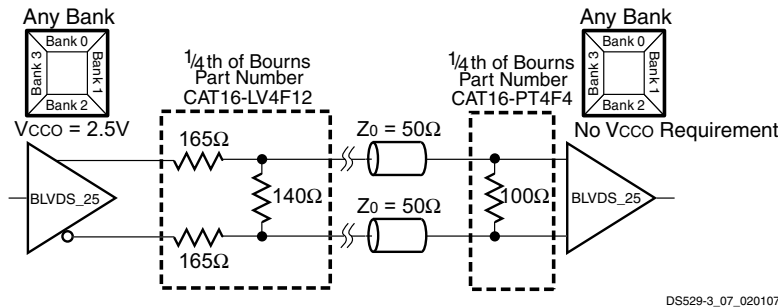 Any Bank
Bank 0
Bank 3
Bank 1
Bank 2
VCCO = 2.5V
1/4th of Bourns
Part Number
CAT16-LV4F12
1/4th of Bourns
Part Number
CAT16-PT4F4
Any Bank
Bank 0
Bank 3
Bank 1
Bank 2
No VCCO Requirement
BLVDS_25
165Ω
140Ω
165Ω
Z0 = 50Ω
Z0 = 50Ω
100Ω
BLVDS_25
DS529-3_07_020107